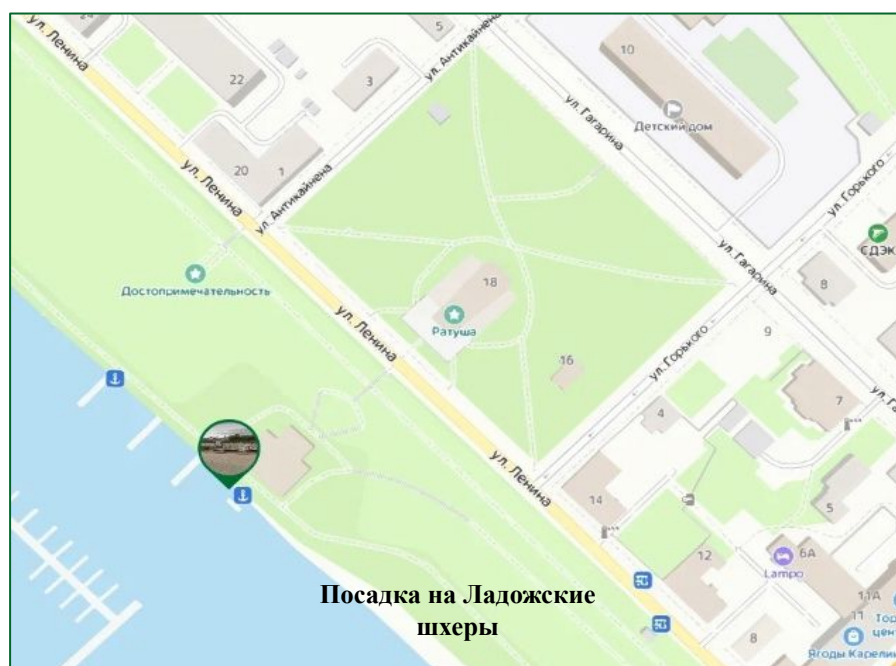 ул. Ленина
24
22
5
3
ул. Антикайнена
10
Детский дом
ул. Гагарина
ул. Горького
СДЭК
20
1
ул. Ленина
ул. Антикайнена
Достопримечательность
18
Ратуша
ул. Ленина
16
ул. Гагарина
8
9
ул. Горького
7
4
ул. Ленина
14
5
12
6А
Lampo
11А
11
8
Ягоды Карелии
Посадка на Ладожские
шхеры